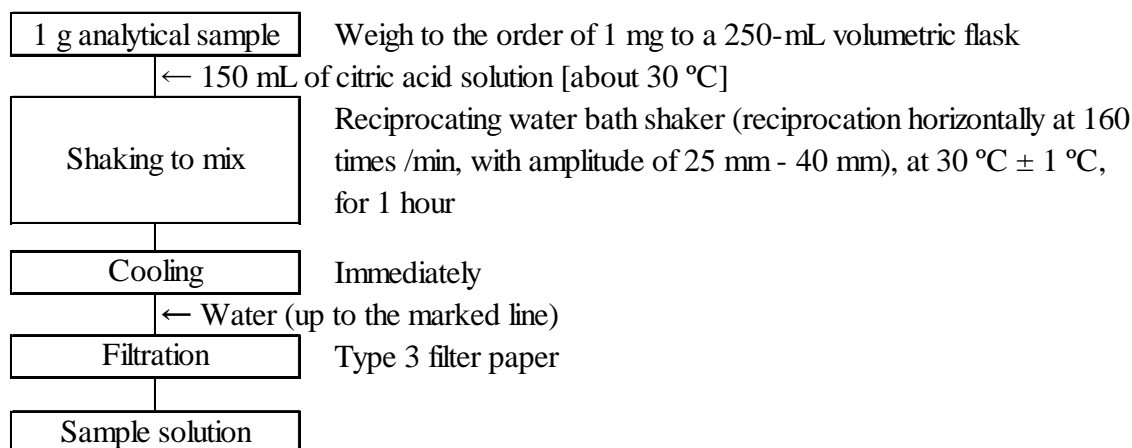 1 g analytical sample Weigh to the order of 1 mg to a 250-mL volumetric flask
← 150 mL of citric acid solution [about 30 ºC]
Reciprocating water bath shaker (reciprocation horizontally at 160
Shaking to mix times /min, with amplitude of 25 mm - 40 mm), at 30 ºC ± 1 ºC,
for 1 hour
Cooling Immediately
← Water (up to the marked line)
Filtration Type 3 filter paper
Sample solution